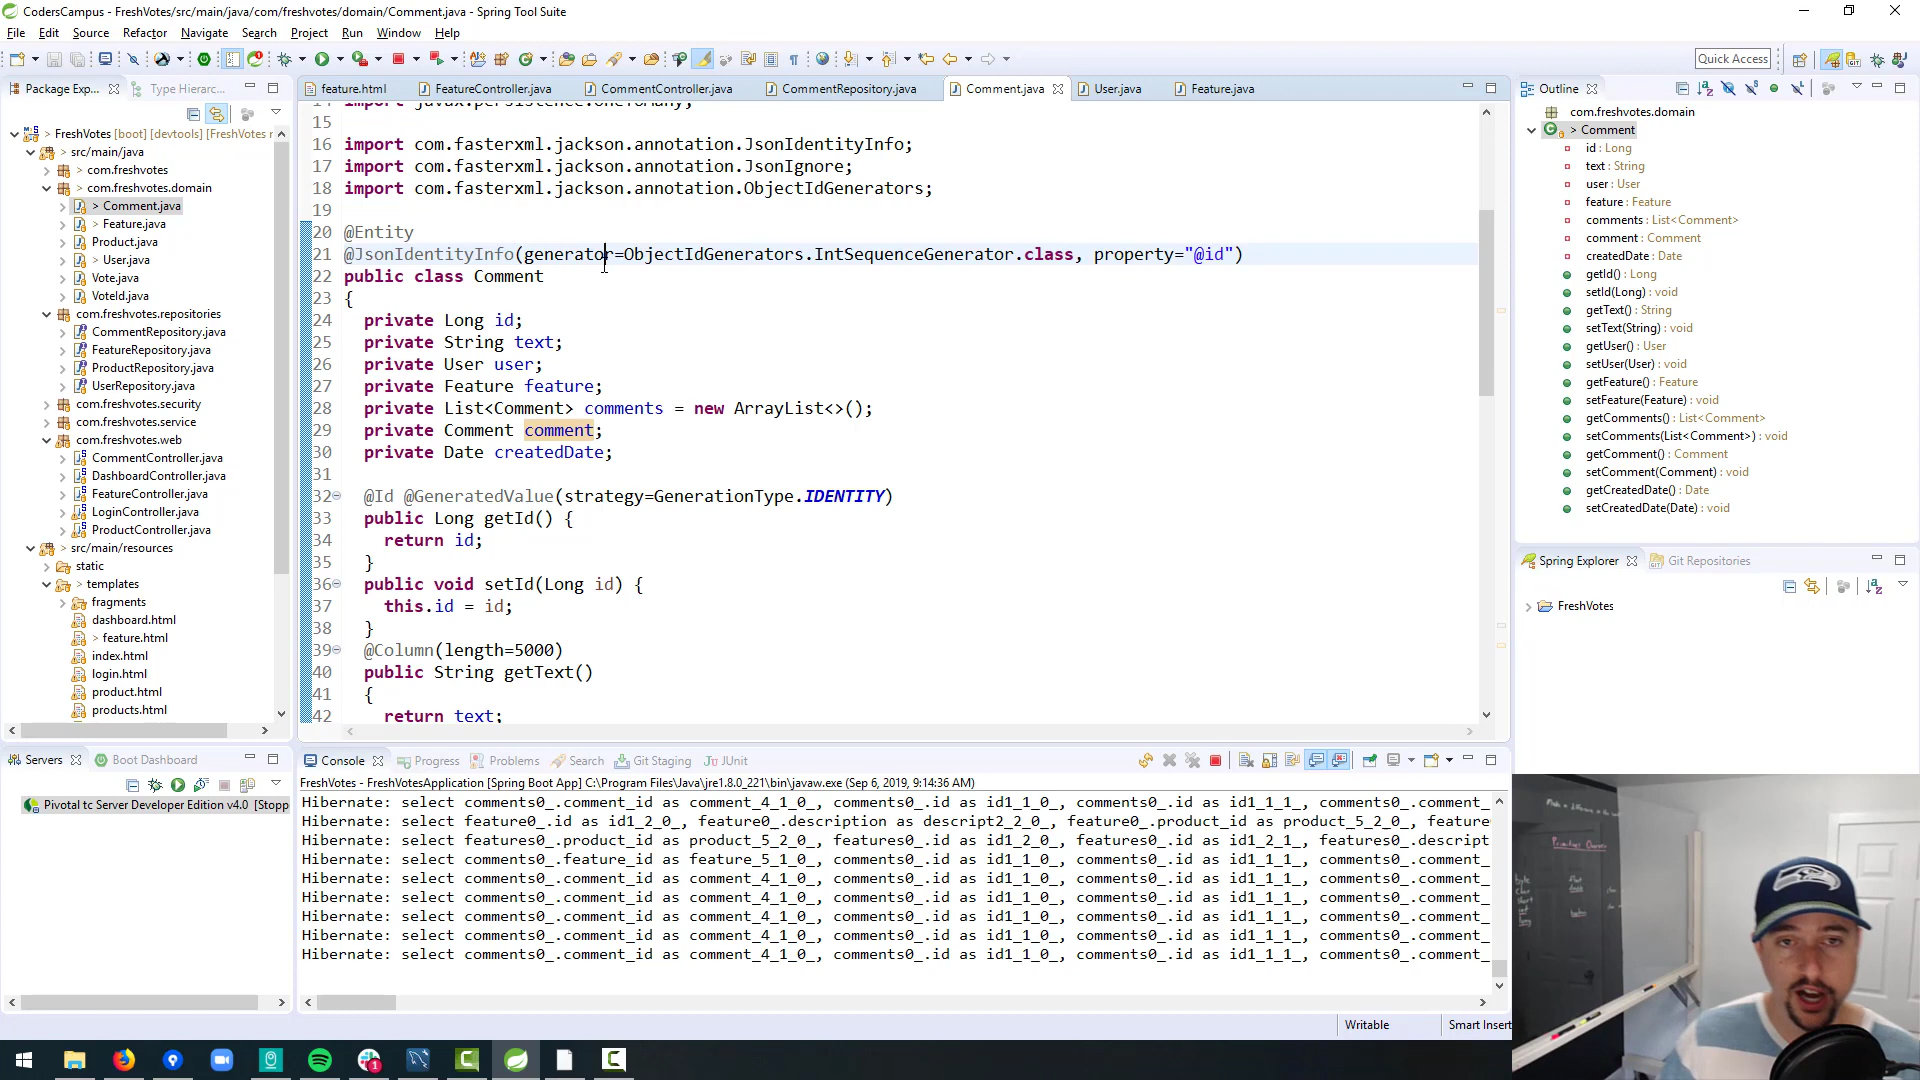 CodersCampus - FreshVotes/src/main/java/com/freshvotes/domain/Comment.java - Spring Tool Suite
File Edit Source Refactor Navigate Search Project Run Window Help
Quick Access
Package Exp... Type Hierarc...
FreshVotes [boot] [devtools] [FreshVotes r
src/main/java
> com.freshvotes
> com.freshvotes.domain
> Comment.java
> Feature.java
Product.java
> User.java
Vote.java
VoteId.java
com.freshvotes.repositories
CommentRepository.java
FeatureRepository.java
ProductRepository.java
UserRepository.java
com.freshvotes.security
com.freshvotes.service
com.freshvotes.web
CommentController.java
DashboardController.java
FeatureController.java
LoginController.java
ProductController.java
> src/main/resources
static
> templates
fragments
dashboard.html
> feature.html
index.html
login.html
product.html
products.html
feature.html FeatureController.java CommentController.java CommentRepository.java Comment.java User.java Feature.java
14 import javax.persistence.OneToMany;
15
16 import com.fasterxml.jackson.annotation.JsonIdentityInfo;
17 import com.fasterxml.jackson.annotation.JsonIgnore;
18 import com.fasterxml.jackson.annotation.ObjectIdGenerators;
19
20 @Entity
21 @JsonIdentityInfo(generator=ObjectIdGenerators.IntSequenceGenerator.class, property="@id")
22 public class Comment
23 {
24 private Long id;
25 private String text;
26 private User user;
27 private Feature feature;
28 private List<Comment> comments = new ArrayList<>();
29 private Comment comment;
30 private Date createdDate;
31
32 @Id @GeneratedValue(strategy=GenerationType.IDENTITY)
33 public Long getId() {
34 return id;
35 }
36 public void setId(Long id) {
37 this.id = id;
38 }
39 @Column(length=5000)
40 public String getText()
41 {
42 return text;
Outline
com.freshvotes.domain
> Comment
id : Long
text : String
user : User
feature : Feature
comments : List<Comment>
comment : Comment
createdDate : Date
getId() : Long
setId(Long) : void
getText() : String
setText(String) : void
getUser() : User
setUser(User) : void
getFeature() : Feature
setFeature(Feature) : void
getComments() : List<Comment>
setComments(List<Comment>) : void
getComment() : Comment
setComment(Comment) : void
getCreatedDate() : Date
setCreatedDate(Date) : void
Spring Explorer Git Repositories
FreshVotes
Servers Boot Dashboard
Pivotal tc Server Developer Edition v4.0 [Stopp
Console Progress Problems Search Git Staging JUnit
FreshVotes - FreshVotesApplication [Spring Boot App] C:\Program Files\Java\jre1.8.0_221\bin\javaw.exe (Sep 6, 2019, 9:14:36 AM)
Hibernate: select comments0_.comment_id as comment_4_1_0_, comments0_.id as id1_1_0_, comments0_.id as id1_1_1_, comments0_.comment_
Hibernate: select feature0_.id as id1_2_0_, feature0_.description as descript2_2_0_, feature0_.product_id as product_5_2_0_, feature
Hibernate: select features0_.product_id as product_5_2_0_, features0_.id as id1_2_0_, features0_.id as id1_2_1_, features0_.descript
Hibernate: select comments0_.feature_id as feature_5_1_0_, comments0_.id as id1_1_0_, comments0_.id as id1_1_1_, comments0_.comment_
Hibernate: select comments0_.comment_id as comment_4_1_0_, comments0_.id as id1_1_0_, comments0_.id as id1_1_1_, comments0_.comment_
Hibernate: select comments0_.comment_id as comment_4_1_0_, comments0_.id as id1_1_0_, comments0_.id as id1_1_1_, comments0_.comment_
Hibernate: select comments0_.comment_id as comment_4_1_0_, comments0_.id as id1_1_0_, comments0_.id as id1_1_1_, comments0_.comment_
Hibernate: select comments0_.comment_id as comment_4_1_0_, comments0_.id as id1_1_0_, comments0_.id as id1_1_1_, comments0_.comment_
Hibernate: select comments0_.comment_id as comment_4_1_0_, comments0_.id as id1_1_0_, comments0_.id as id1_1_1_, comments0_.comment_
Writable Smart Insert